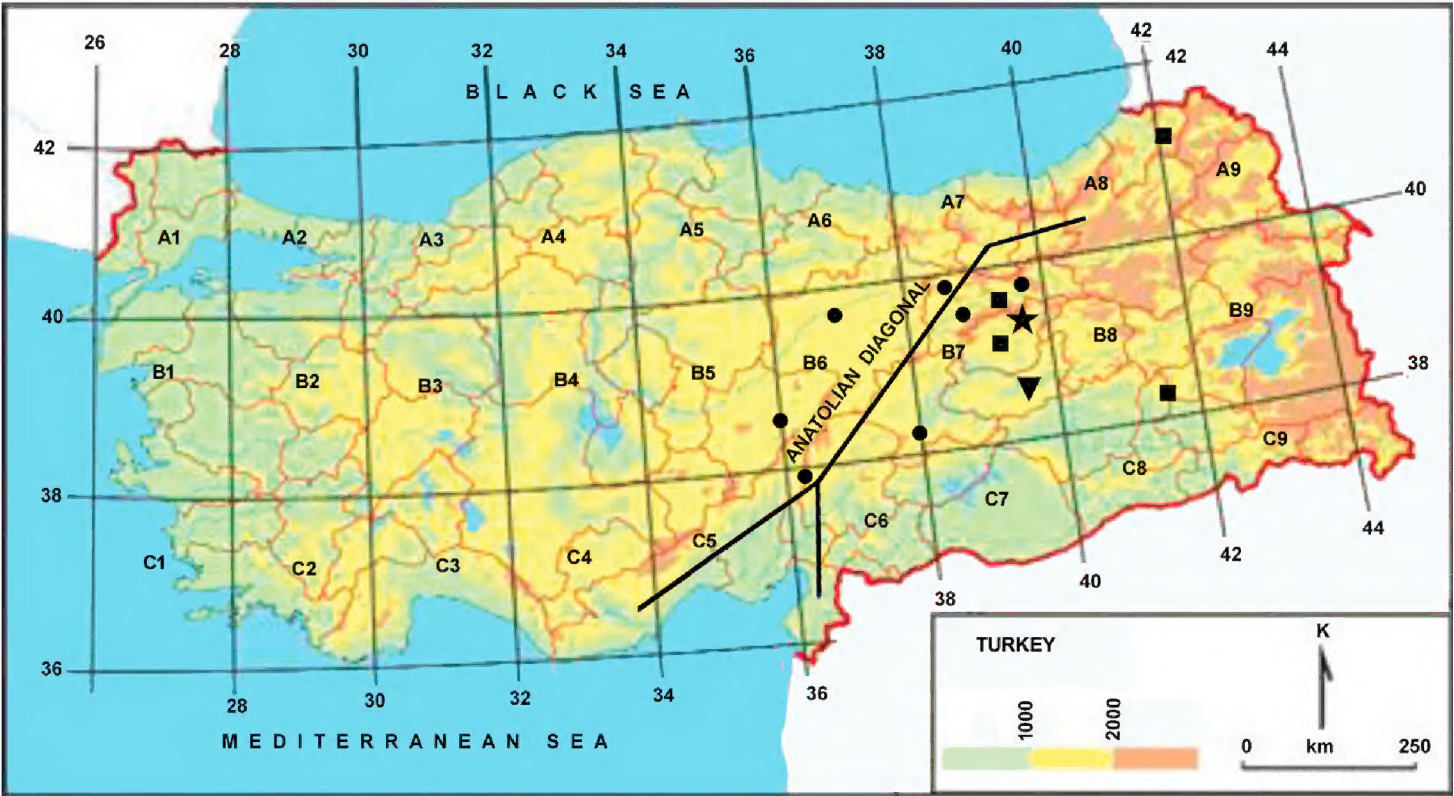 26 28 30 32 34 36 38 40 42 44
42
BLACK SEA
42
42
40
A1 A2 A3 A4 A5 A6 A7 A8 A9
40
ANATOLIAN DIAGONAL
B1 B2 B3 B4 B5 B6 B7 B8 B9
38
38
C1 C2 C3 C4 C5 C6 C7 C8 C9
36
28 30 32 34 36 38 40 42 44
MEDITERRANEAN SEA
TURKEY
K
1000 2000
0 km 250